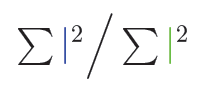 ∑ |² / ∑ |²